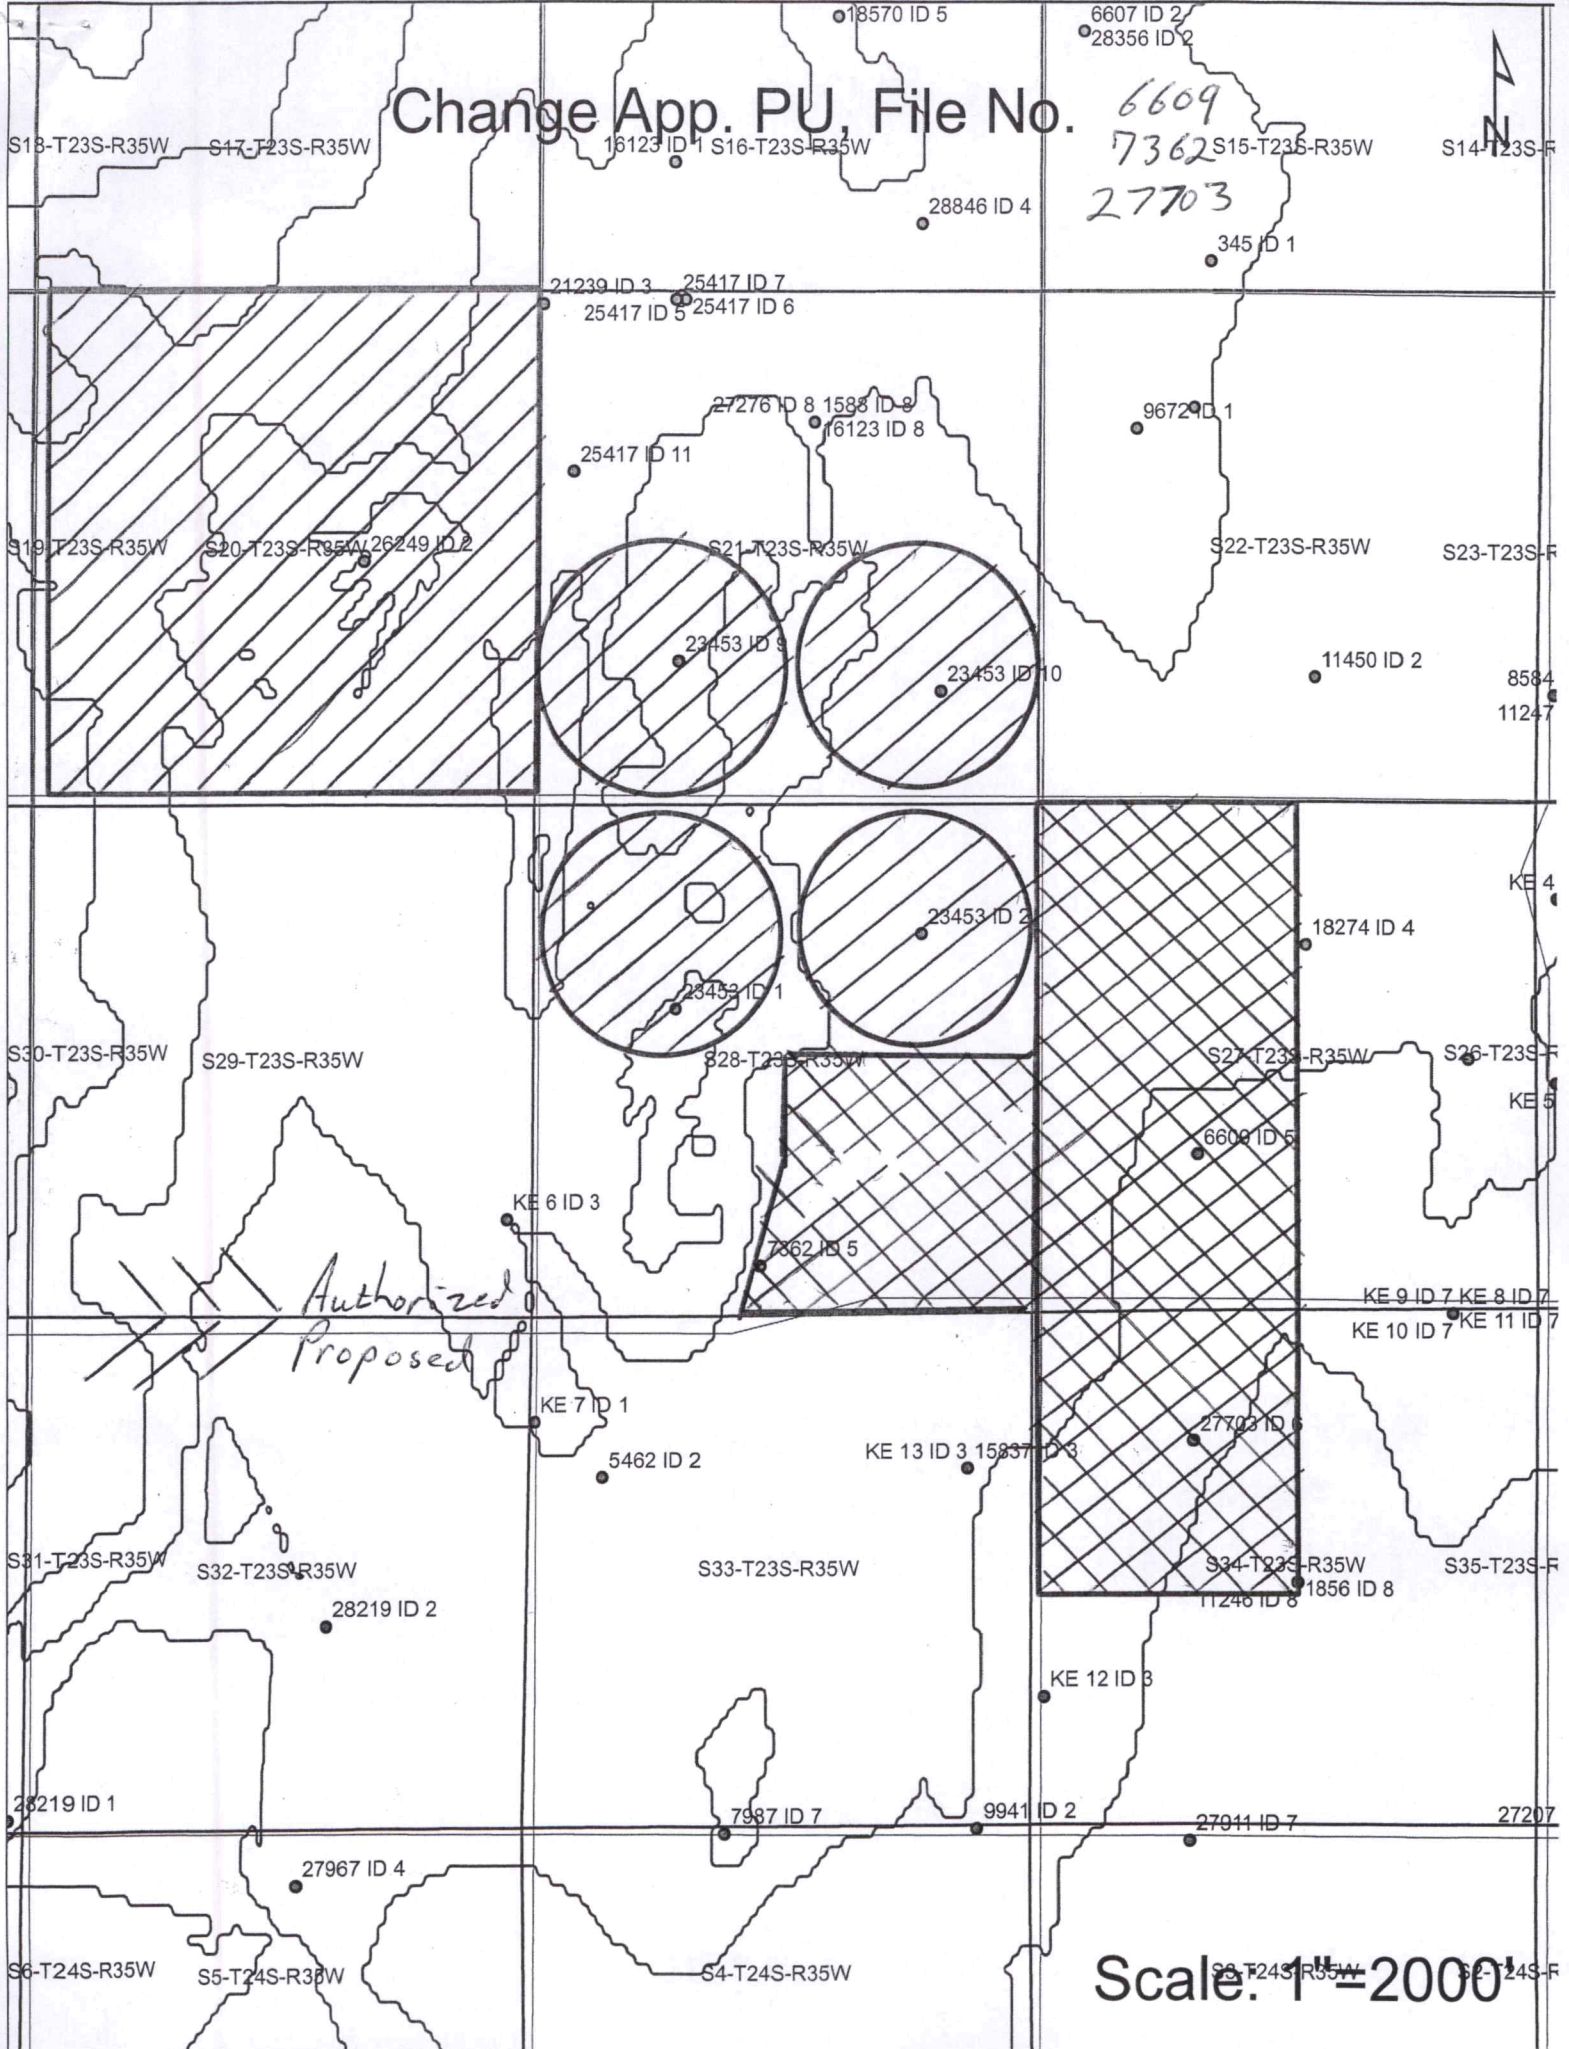 18570 ID 5
6607 ID 2
28356 ID 2
Change App. PU, File No. 6609
7362
27703
N
S18-T23S-R35W
S17-T23S-R35W
16123 ID 1
S16-T23S-R35W
S15-T23S-R35W
S14-T23S-R
28846 ID 4
345 ID 1
21239 ID 3
25417 ID 7
25417 ID 5
25417 ID 6
27276 ID 8 1588 ID 8
16123 ID 8
9672 ID 1
25417 ID 11
S19-T23S-R35W
S20-T23S-R35W
26249 ID 2
S21-T23S-R35W
S22-T23S-R35W
S23-T23S-R
23453 ID 9
23453 ID 10
11450 ID 2
8584
11247
KE 4
23453 ID 2
18274 ID 4
23453 ID 1
S30-T23S-R35W
S29-T23S-R35W
S28-T23S-R35W
S27-T23S-R35W
S26-T23S-R
KE 5
6609 ID 5
KE 6 ID 3
7362 ID 5
Authorized
Proposed
KE 9 ID 7 KE 8 ID 7
KE 10 ID 7 KE 11 ID 7
KE 7 ID 1
27703 ID 6
5462 ID 2
KE 13 ID 3 15837 ID 3
S31-T23S-R35W
S32-T23S-R35W
S33-T23S-R35W
S34-T23S-R35W
S35-T23S-R
1856 ID 8
11246 ID 8
28219 ID 2
KE 12 ID 3
28219 ID 1
7987 ID 7
9941 ID 2
27911 ID 7
27207
27967 ID 4
S6-T24S-R35W
S5-T24S-R35W
S4-T24S-R35W
S3-T24S-R35W
S2-T24S-R
Scale: 1"=2000'